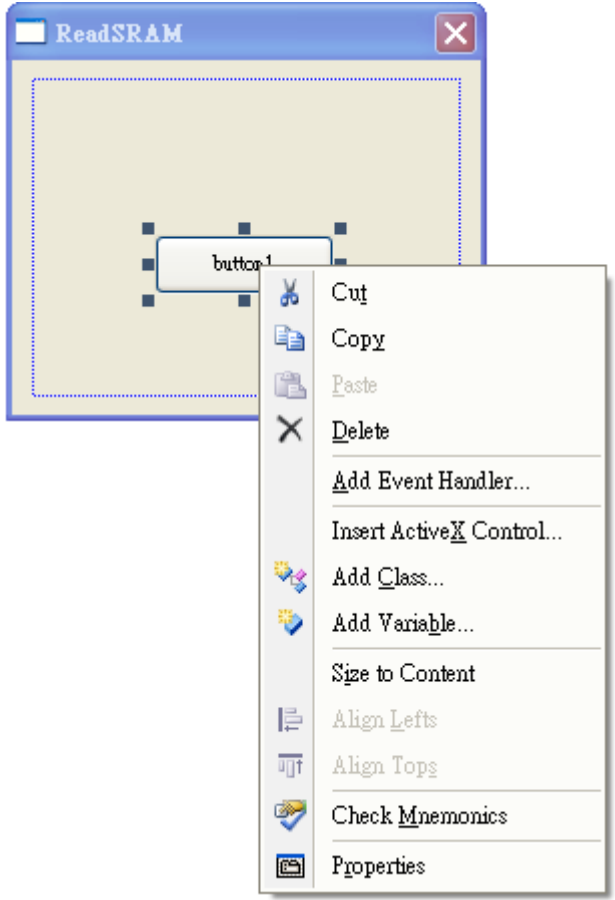 ReadSRAM
button1
Cut
Copy
Paste
Delete
Add Event Handler...
Insert ActiveX Control...
Add Class...
Add Variable...
Size to Content
Align Lefts
Align Tops
Check Mnemonics
Properties